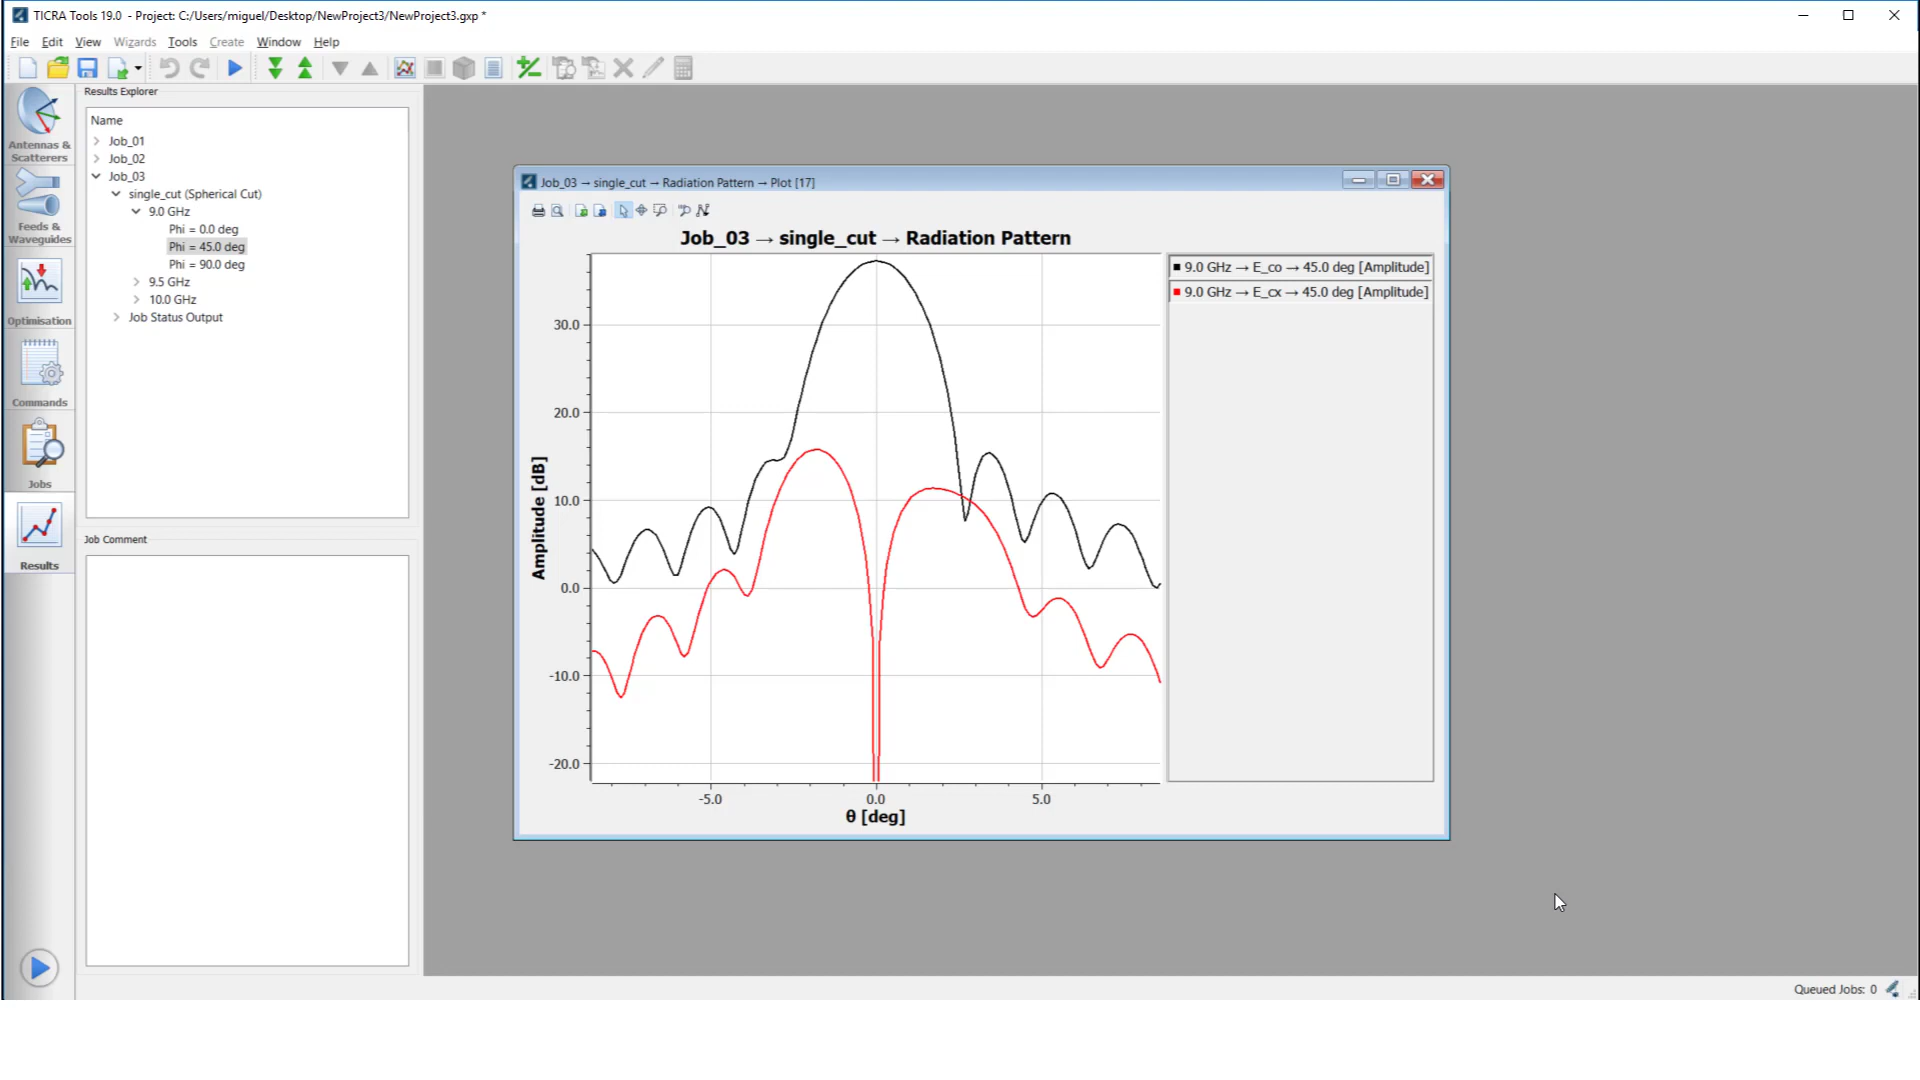 TICRA Tools 19.0 - Project: C:/Users/miguel/Desktop/NewProject3/NewProject3.gxp *
File Edit View Wizards Tools Create Window Help
Antennas &
Scatterers
Feeds &
Waveguides
Optimisation
Commands
Jobs
Results
Results Explorer
Name
Job_01
Job_02
Job_03
single_cut (Spherical Cut)
9.0 GHz
Phi = 0.0 deg
Phi = 45.0 deg
Phi = 90.0 deg
9.5 GHz
10.0 GHz
Job Status Output
Job Comment
Job_03 → single_cut → Radiation Pattern → Plot [17]
Job_03 → single_cut → Radiation Pattern
Amplitude [dB]
30.0
20.0
10.0
0.0
-10.0
-20.0
-5.0 0.0 5.0
θ [deg]
9.0 GHz → E_co → 45.0 deg [Amplitude]
9.0 GHz → E_cx → 45.0 deg [Amplitude]
Queued Jobs: 0